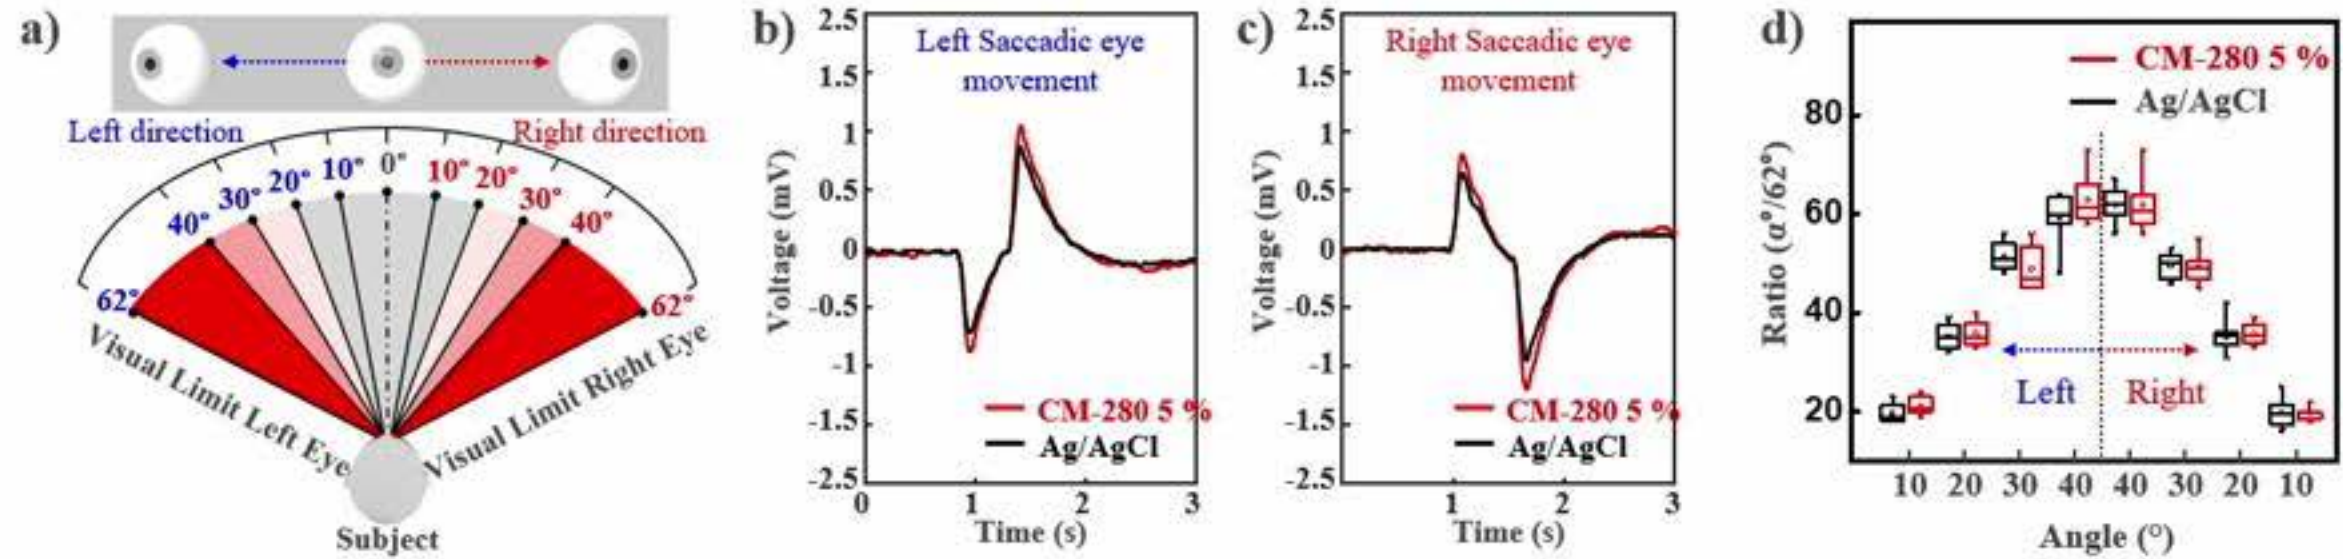 a)
Left direction
Right direction
62° 40° 30° 20° 10° 0° 10° 20° 30° 40° 62°
Visual Limit Left Eye
Visual Limit Right Eye
Subject
b)
Left Saccadic eye
movement
Voltage (mV)
2.5
1.5
1
0.5
0
-0.5
-1
-1.5
-2.5
CM-280 5 %
Ag/AgCl
0 1 2 3
Time (s)
c)
Right Saccadic eye
movement
Voltage (mV)
2.5
1.5
1
0.5
0
-0.5
-1
-1.5
-2.5
CM-280 5 %
Ag/AgCl
1 2 3
Time (s)
d)
CM-280 5 %
Ag/AgCl
Ratio (α°/62°)
80
60
40
20
Left
Right
10 20 30 40 40 30 20 10
Angle (°)